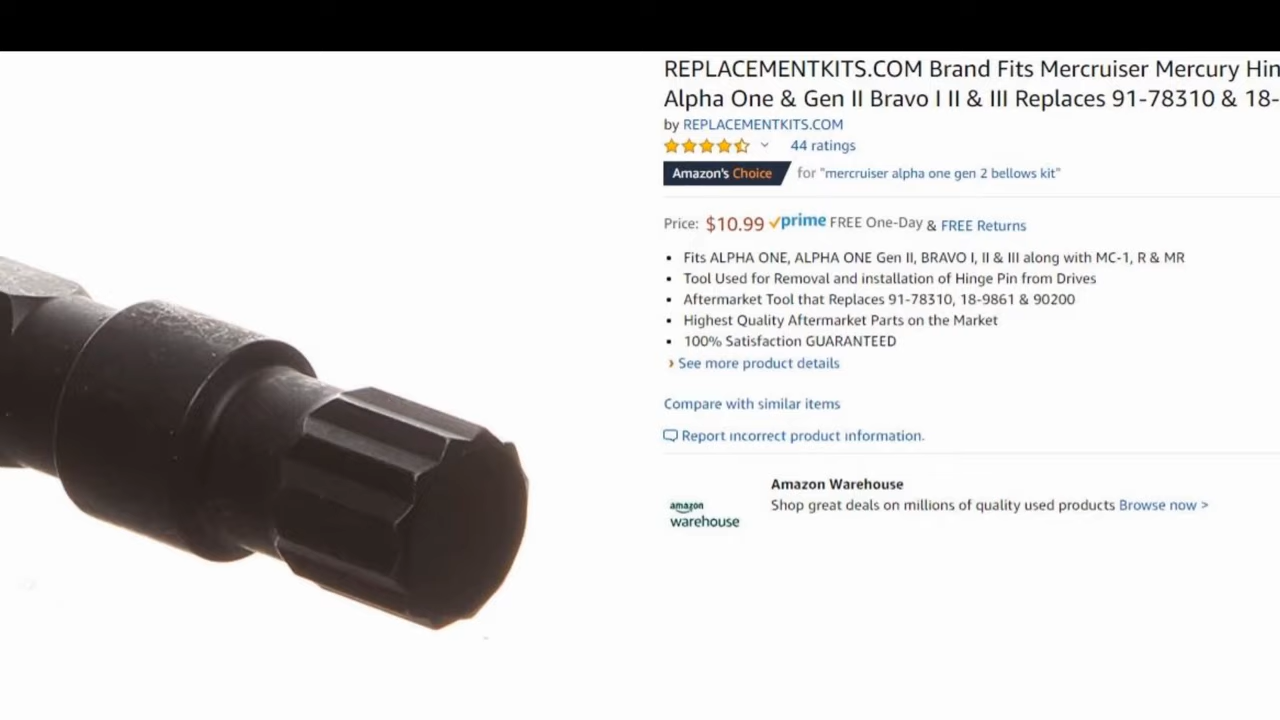 REPLACEMENTKITS.COM Brand Fits Mercruiser Mercury Hin
Alpha One & Gen II Bravo I II & III Replaces 91-78310 & 18-
by REPLACEMENTKITS.COM
44 ratings
Amazon's Choice for "mercruiser alpha one gen 2 bellows kit"
Price: $10.99 prime FREE One-Day & FREE Returns
• Fits ALPHA ONE, ALPHA ONE Gen II, BRAVO I, II & III along with MC-1, R & MR
• Tool Used for Removal and installation of Hinge Pin from Drives
• Aftermarket Tool that Replaces 91-78310, 18-9861 & 90200
• Highest Quality Aftermarket Parts on the Market
• 100% Satisfaction GUARANTEED
› See more product details
Compare with similar items
Report incorrect product information.
Amazon Warehouse
Shop great deals on millions of quality used products Browse now >
amazon
warehouse